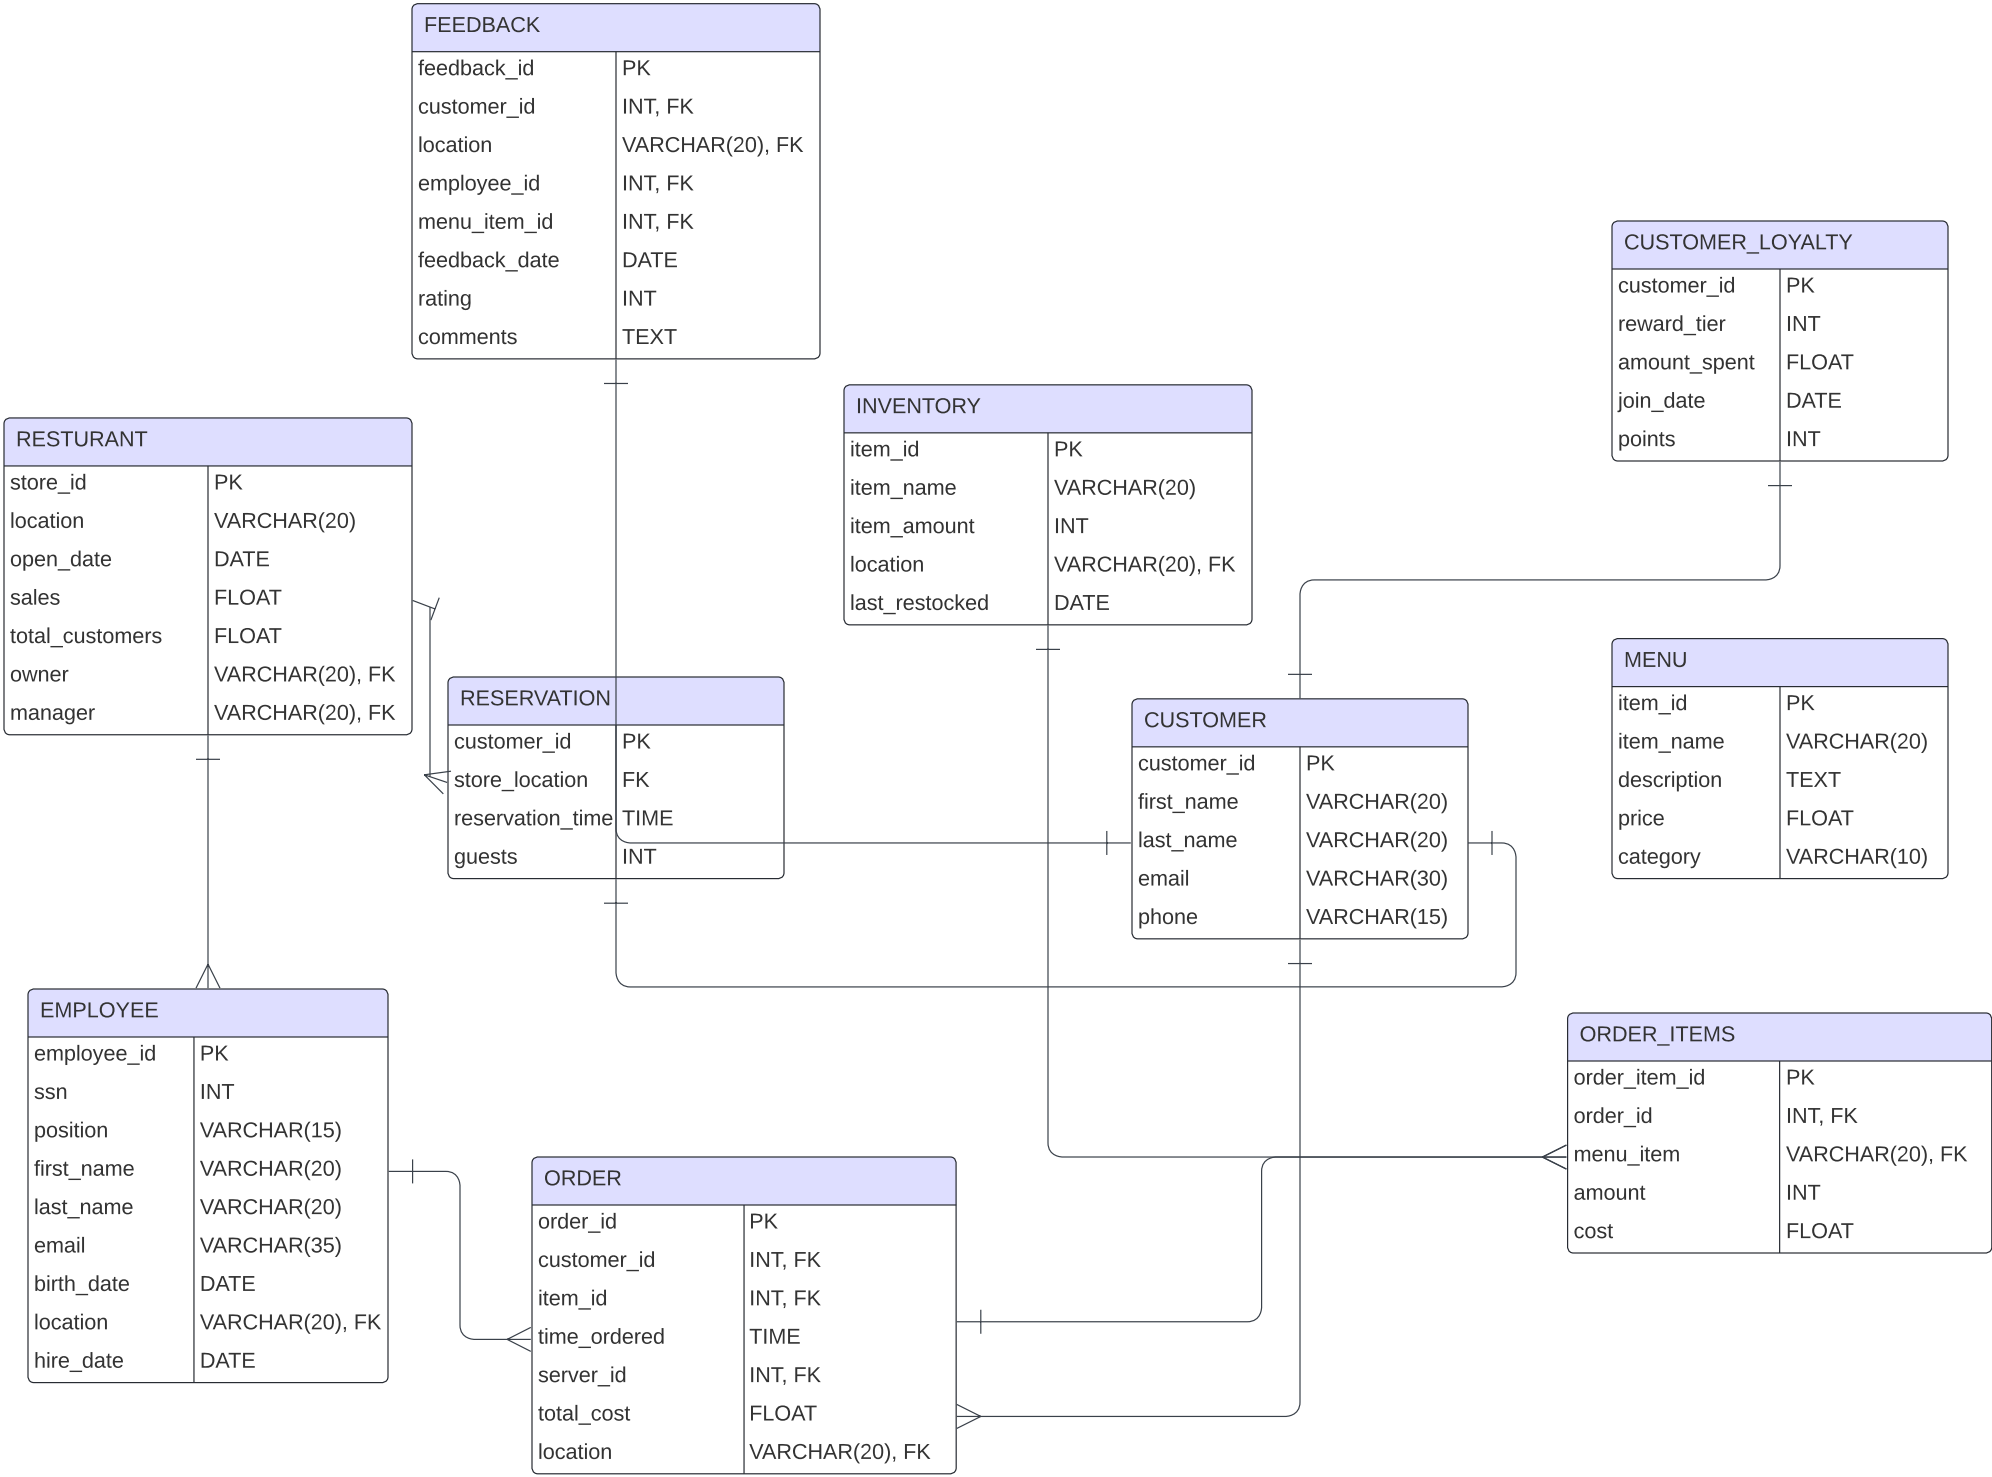 FEEDBACK
feedback_id PK
customer_id INT, FK
location VARCHAR(20), FK
employee_id INT, FK
menu_item_id INT, FK
feedback_date DATE
rating INT
comments TEXT
CUSTOMER_LOYALTY
customer_id PK
reward_tier INT
amount_spent FLOAT
join_date DATE
points INT
INVENTORY
item_id PK
item_name VARCHAR(20)
item_amount INT
location VARCHAR(20), FK
last_restocked DATE
RESTURANT
store_id PK
location VARCHAR(20)
open_date DATE
sales FLOAT
total_customers FLOAT
owner VARCHAR(20), FK
manager VARCHAR(20), FK
RESERVATION
customer_id PK
store_location FK
reservation_time TIME
guests INT
CUSTOMER
customer_id PK
first_name VARCHAR(20)
last_name VARCHAR(20)
email VARCHAR(30)
phone VARCHAR(15)
MENU
item_id PK
item_name VARCHAR(20)
description TEXT
price FLOAT
category VARCHAR(10)
EMPLOYEE
employee_id PK
ssn INT
position VARCHAR(15)
first_name VARCHAR(20)
last_name VARCHAR(20)
email VARCHAR(35)
birth_date DATE
location VARCHAR(20), FK
hire_date DATE
ORDER
order_id PK
customer_id INT, FK
item_id INT, FK
time_ordered TIME
server_id INT, FK
total_cost FLOAT
location VARCHAR(20), FK
ORDER_ITEMS
order_item_id PK
order_id INT, FK
menu_item VARCHAR(20), FK
amount INT
cost FLOAT